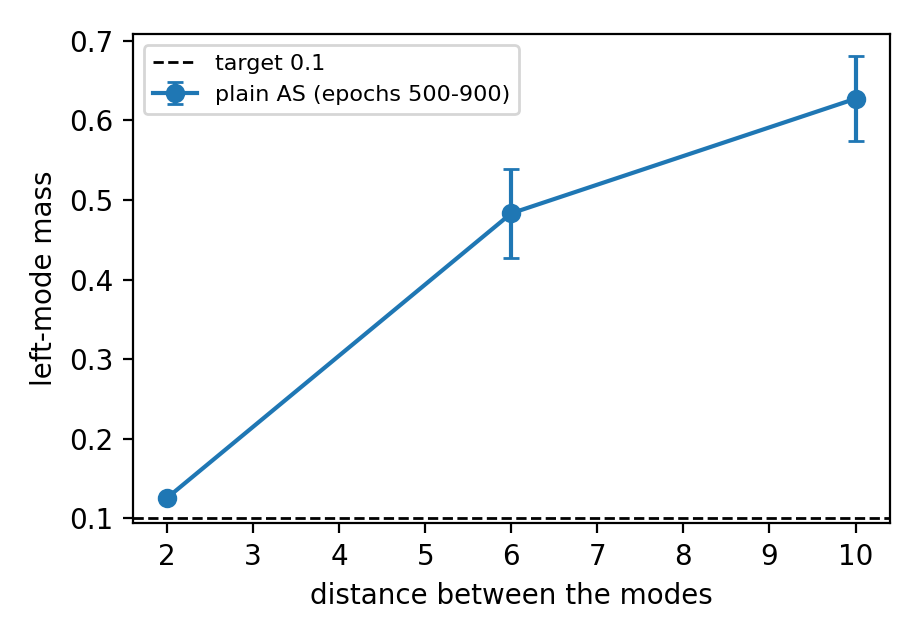 0.7
0.6
0.5
0.4
0.3
0.2
0.1
left-mode mass
target 0.1
plain AS (epochs 500-900)
2 3 4 5 6 7 8 9 10
distance between the modes